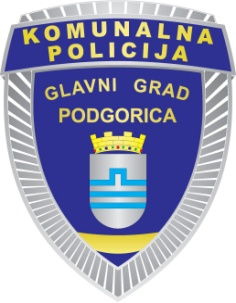 KOMUNALNA
POLICIJA
GLAVNI GRAD
PODGORICA